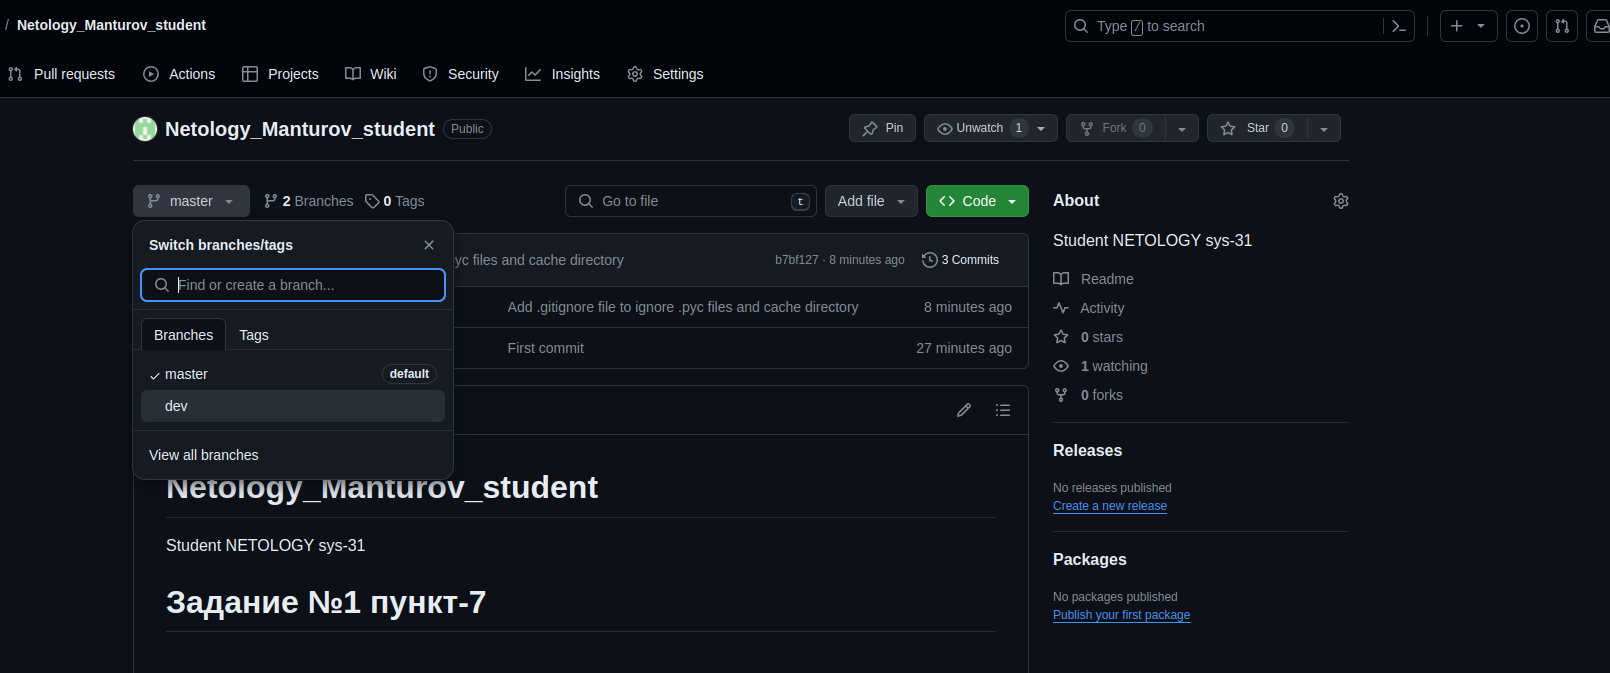 / Netology_Manturov_student
Type / to search
Pull requests Actions Projects Wiki Security Insights Settings
Netology_Manturov_student Public
Pin Unwatch 1 Fork 0 Star 0
master 2 Branches 0 Tags
Go to file t Add file Code
Switch branches/tags
Find or create a branch...
Branches Tags
master default
dev
View all branches
yc files and cache directory b7bf127 · 8 minutes ago 3 Commits
Add .gitignore file to ignore .pyc files and cache directory 8 minutes ago
First commit 27 minutes ago
Netology_Manturov_student
Student NETOLOGY sys-31
Задание №1 пункт-7
About
Student NETOLOGY sys-31
Readme
Activity
0 stars
1 watching
0 forks
Releases
No releases published
Create a new release
Packages
No packages published
Publish your first package